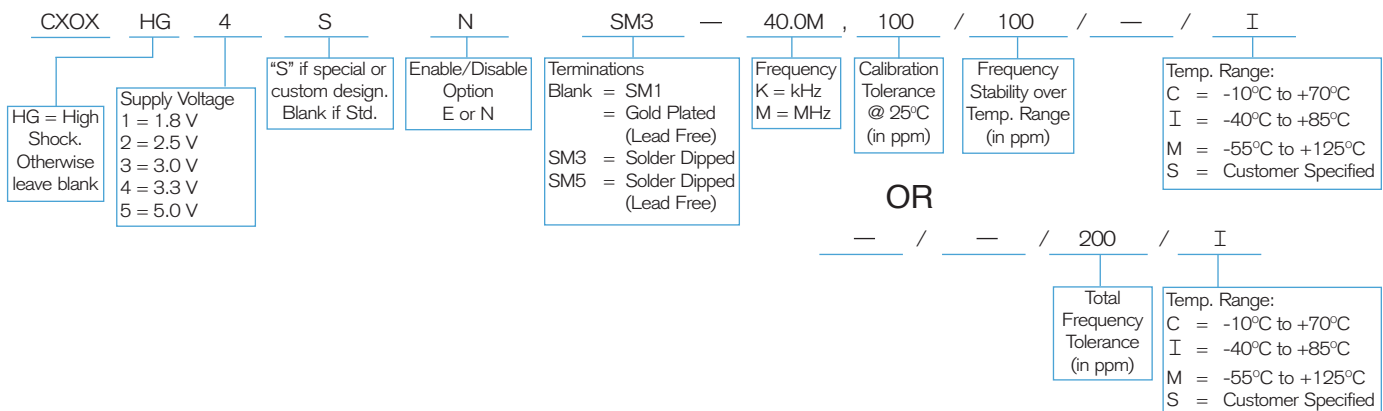 CXOX HG 4 S N SM3 — 40.0M , 100 / 100 / — / I
HG = High
Shock.
Otherwise
leave blank
Supply Voltage
1 = 1.8 V
2 = 2.5 V
3 = 3.0 V
4 = 3.3 V
5 = 5.0 V
“S” if special or
custom design.
Blank if Std.
Enable/Disable
Option
E or N
Terminations
Blank = SM1
= Gold Plated
(Lead Free)
SM3 = Solder Dipped
SM5 = Solder Dipped
(Lead Free)
Frequency
K = kHz
M = MHz
Calibration
Tolerance
@ 25°C
(in ppm)
Frequency
Stability over
Temp. Range
(in ppm)
Temp. Range:
C = -10°C to +70°C
I = -40°C to +85°C
M = -55°C to +125°C
S = Customer Specified
OR
— / — / 200 / I
Total
Frequency
Tolerance
(in ppm)
Temp. Range:
C = -10°C to +70°C
I = -40°C to +85°C
M = -55°C to +125°C
S = Customer Specified